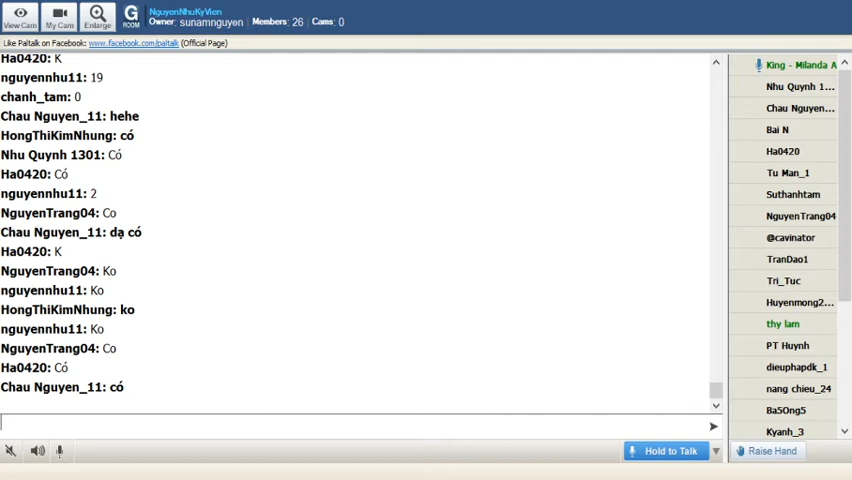 View Cam
My Cam
Enlarge
G
ROOM
NguyenNhuKyVien
Owner: sunamnguyen Members: 26 Cams: 0
Like Paltalk on Facebook: www.facebook.com/paltalk (Official Page)
Ha0420: K
nguyennhu11: 19
chanh_tam: 0
Chau Nguyen_11: hehe
HongThiKimNhung: có
Nhu Quynh 1301: Có
Ha0420: Có
nguyennhu11: 2
NguyenTrang04: Co
Chau Nguyen_11: dạ có
Ha0420: K
NguyenTrang04: Ko
nguyennhu11: Ko
HongThiKimNhung: ko
nguyennhu11: Ko
NguyenTrang04: Co
Ha0420: Có
Chau Nguyen_11: có
Hold to Talk
King - Milanda A
Nhu Quynh 1...
Chau Nguyen...
Bai N
Ha0420
Tu Man_1
Suthanhtam
NguyenTrang04
@cavinator
TranDao1
Tri_Tuc
Huyenmong2...
thy lam
PT Huynh
dieuphapdk_1
nang chieu_24
Ba5Ong5
Kyanh_3
Raise Hand